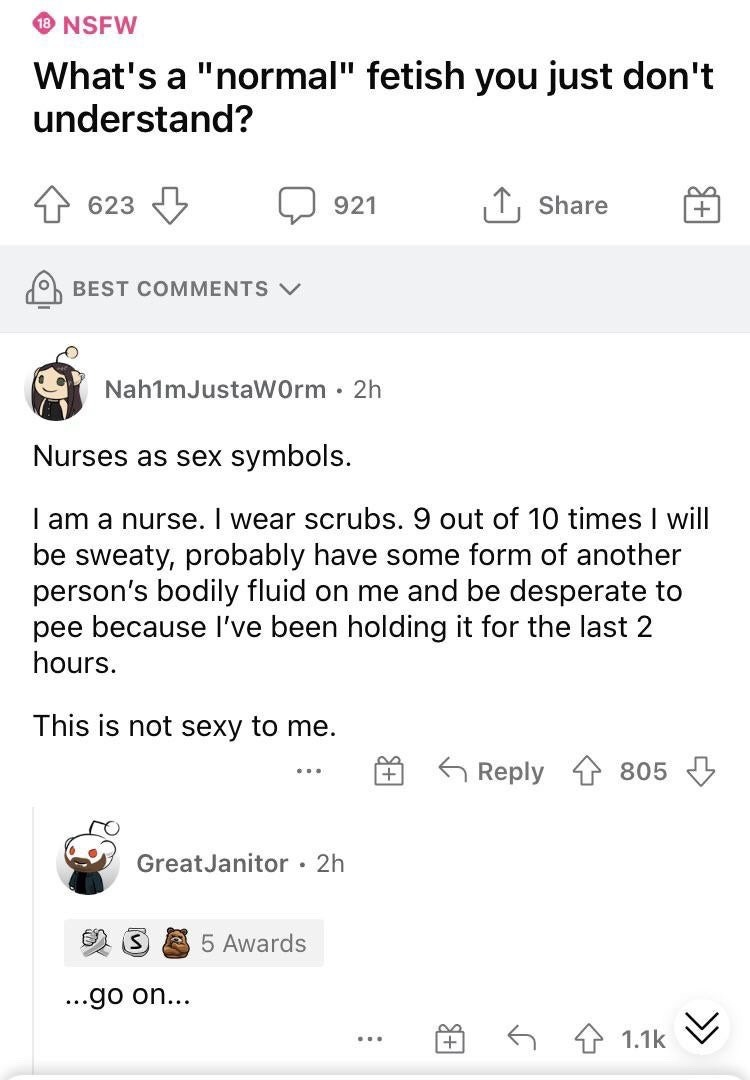 18 NSFW
What's a "normal" fetish you just don't
understand?
623
921
Share
BEST COMMENTS
Nah1mJustaW0rm • 2h
Nurses as sex symbols.
I am a nurse. I wear scrubs. 9 out of 10 times I will
be sweaty, probably have some form of another
person's bodily fluid on me and be desperate to
pee because I've been holding it for the last 2
hours.
This is not sexy to me.
... Reply 805
GreatJanitor • 2h
S 5 Awards
...go on...
... 1.1k